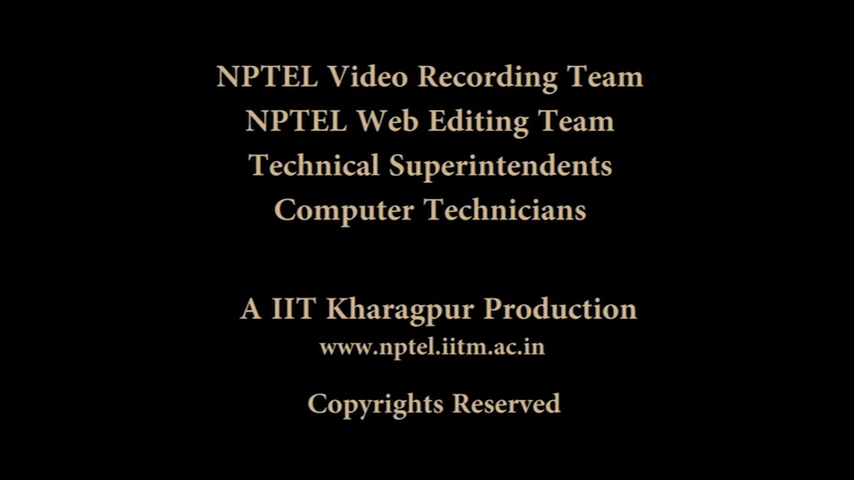 NPTEL Video Recording Team
NPTEL Web Editing Team
Technical Superintendents
Computer Technicians
A IIT Kharagpur Production
www.nptel.iitm.ac.in
Copyrights Reserved